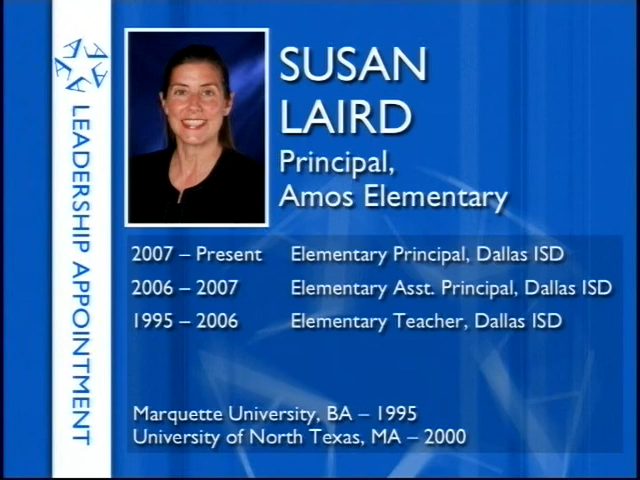 LEADERSHIP APPOINTMENT
SUSAN
LAIRD
Principal,
Amos Elementary
2007 – Present Elementary Principal, Dallas ISD
2006 – 2007 Elementary Asst. Principal, Dallas ISD
1995 – 2006 Elementary Teacher, Dallas ISD
Marquette University, BA – 1995
University of North Texas, MA – 2000